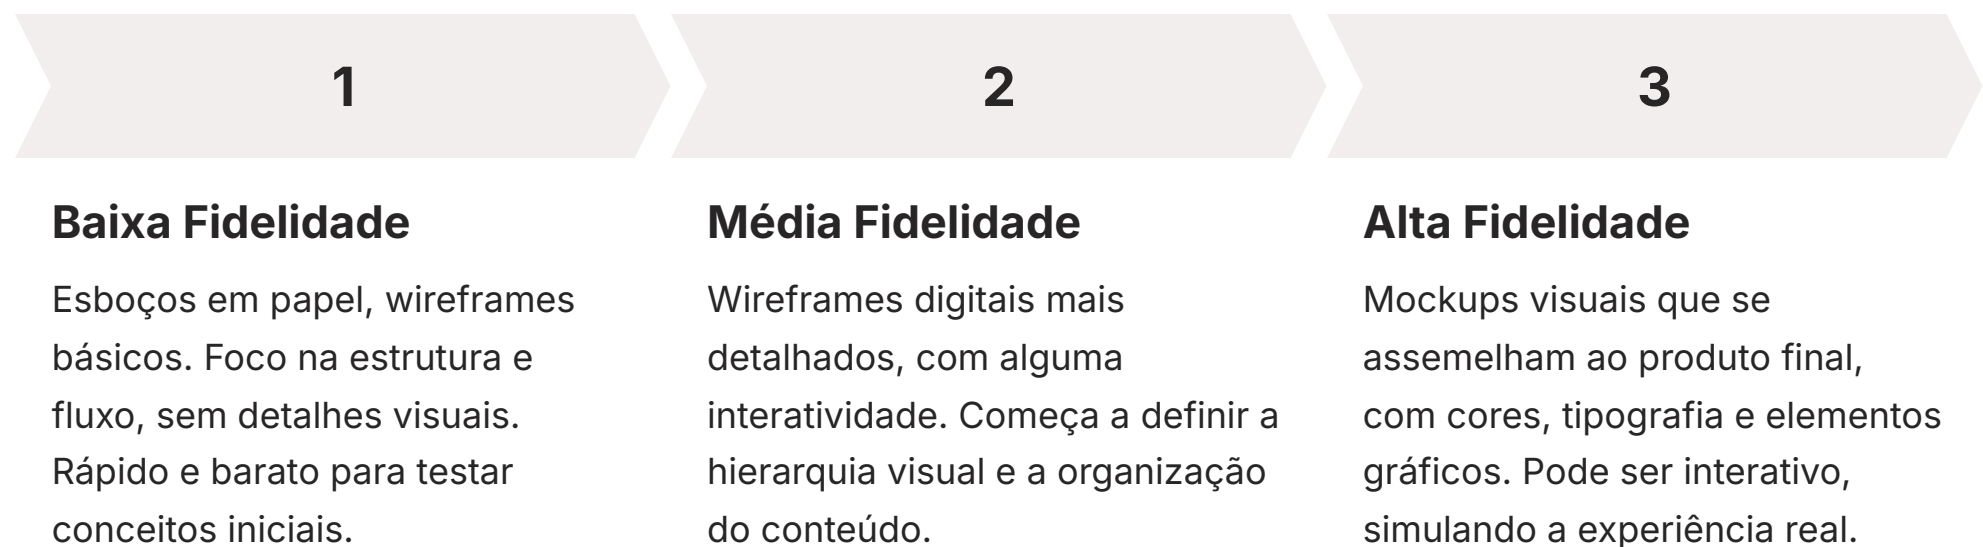 1
Baixa Fidelidade
Esboços em papel, wireframes
básicos. Foco na estrutura e
fluxo, sem detalhes visuais.
Rápido e barato para testar
conceitos iniciais.
2
Média Fidelidade
Wireframes digitais mais
detalhados, com alguma
interatividade. Começa a definir a
hierarquia visual e a organização
do conteúdo.
3
Alta Fidelidade
Mockups visuais que se
assemelham ao produto final,
com cores, tipografia e elementos
gráficos. Pode ser interativo,
simulando a experiência real.